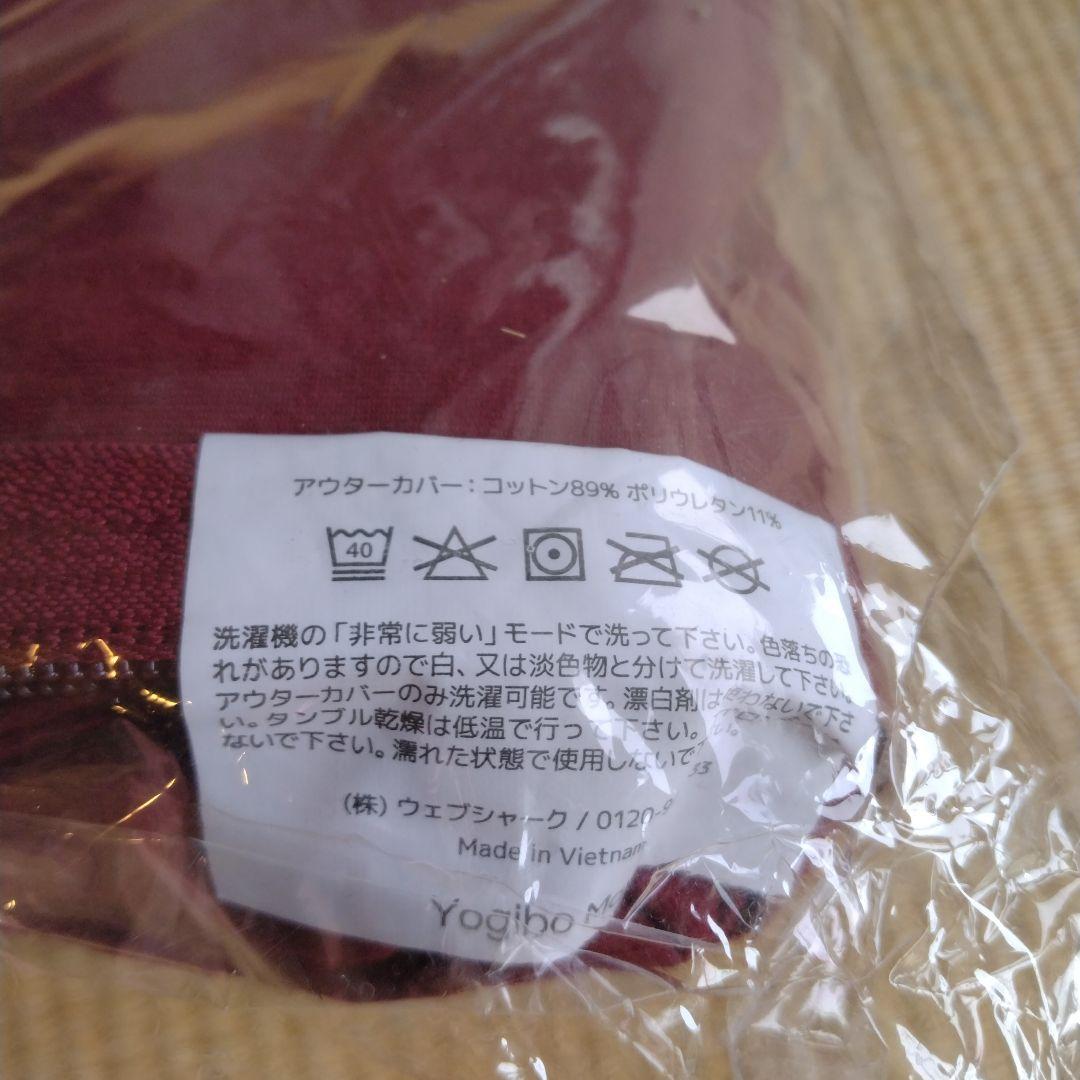 アウターカバー：コットン89% ポリウレタン11%
40
洗濯機の「非常に弱い」モードで洗って下さい。色落ちの恐
れがありますので白、又は淡色物と分けて洗濯して下さい。
アウターカバーのみ洗濯可能です。漂白剤は使わないで下さ
い。タンブル乾燥は低温で行って下さい。
ないで下さい。濡れた状態で使用しないで
(株) ウェブシャーク / 0120-9
Made in Vietnam
Yogibo